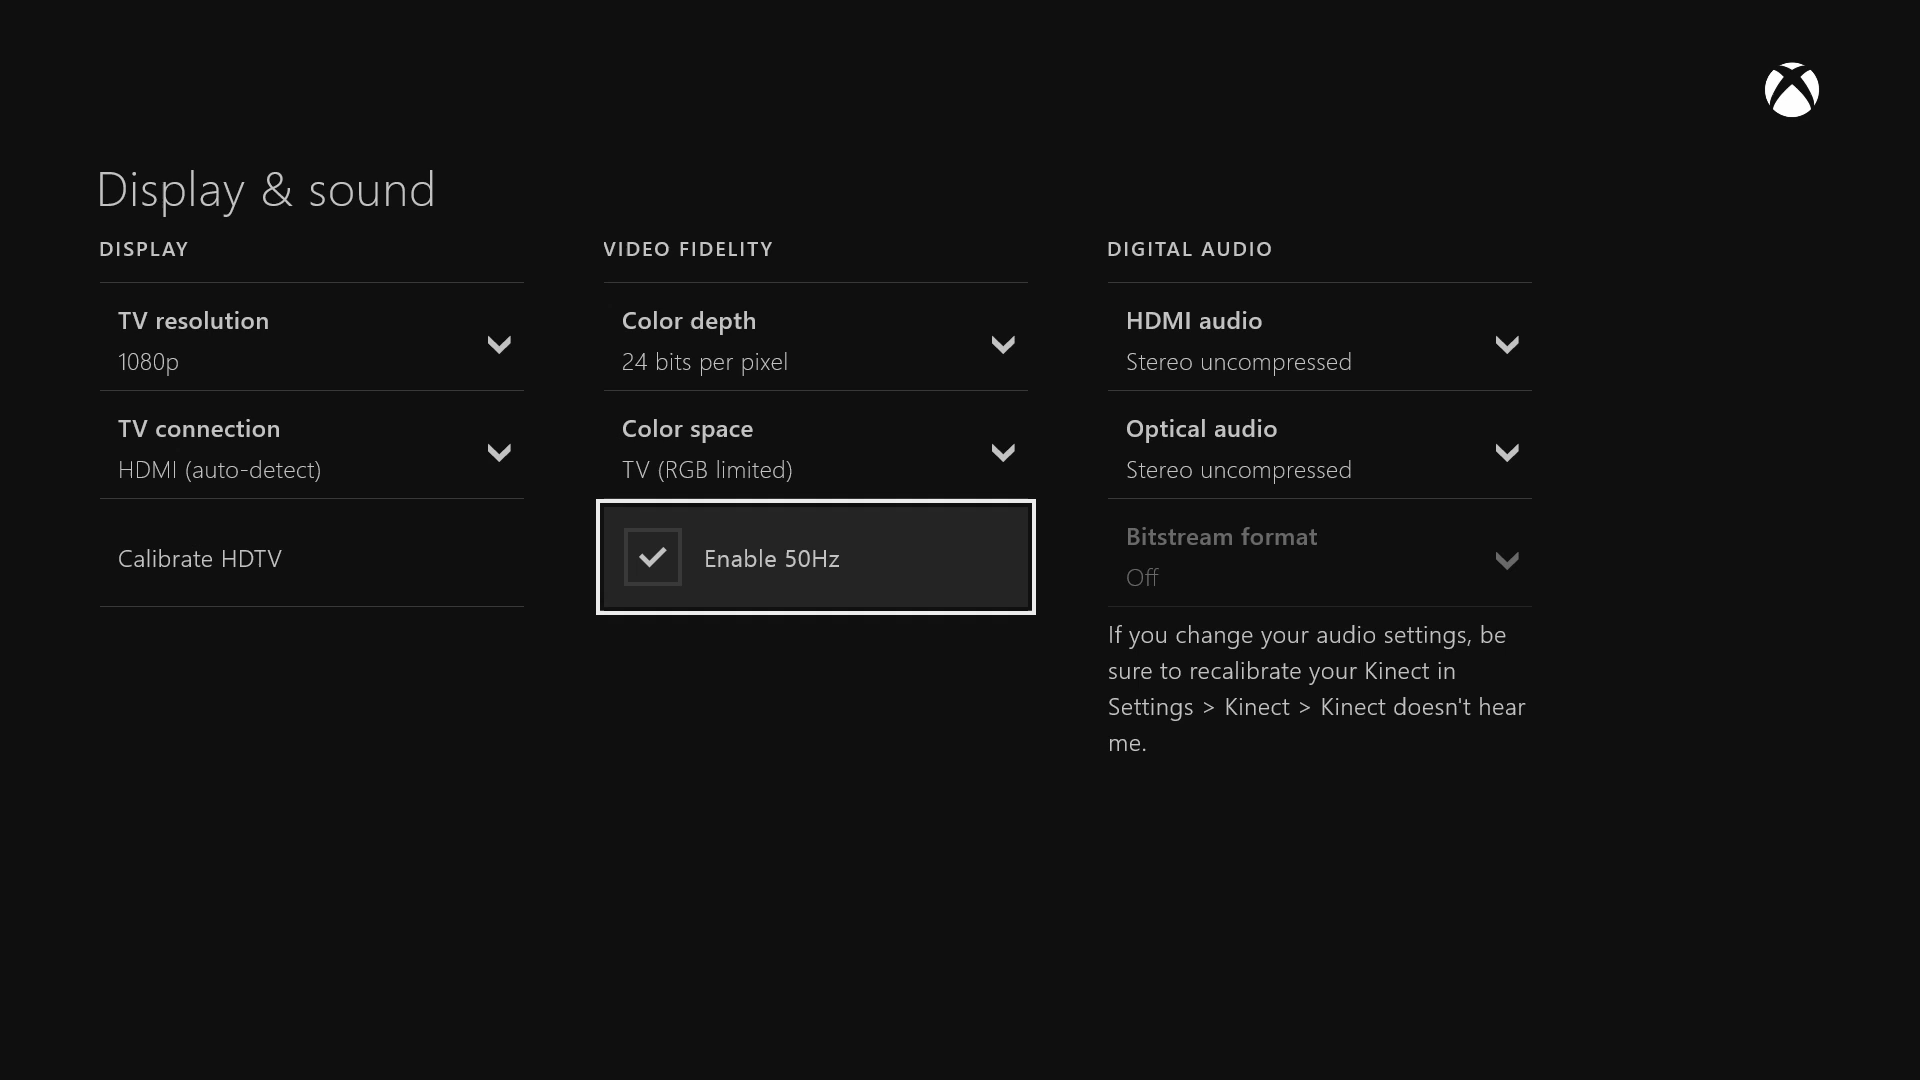 Display & sound
DISPLAY
TV resolution
1080p
TV connection
HDMI (auto-detect)
Calibrate HDTV
VIDEO FIDELITY
Color depth
24 bits per pixel
Color space
TV (RGB limited)
Enable 50Hz
DIGITAL AUDIO
HDMI audio
Stereo uncompressed
Optical audio
Stereo uncompressed
Bitstream format
Off
If you change your audio settings, be
sure to recalibrate your Kinect in
Settings > Kinect > Kinect doesn't hear
me.